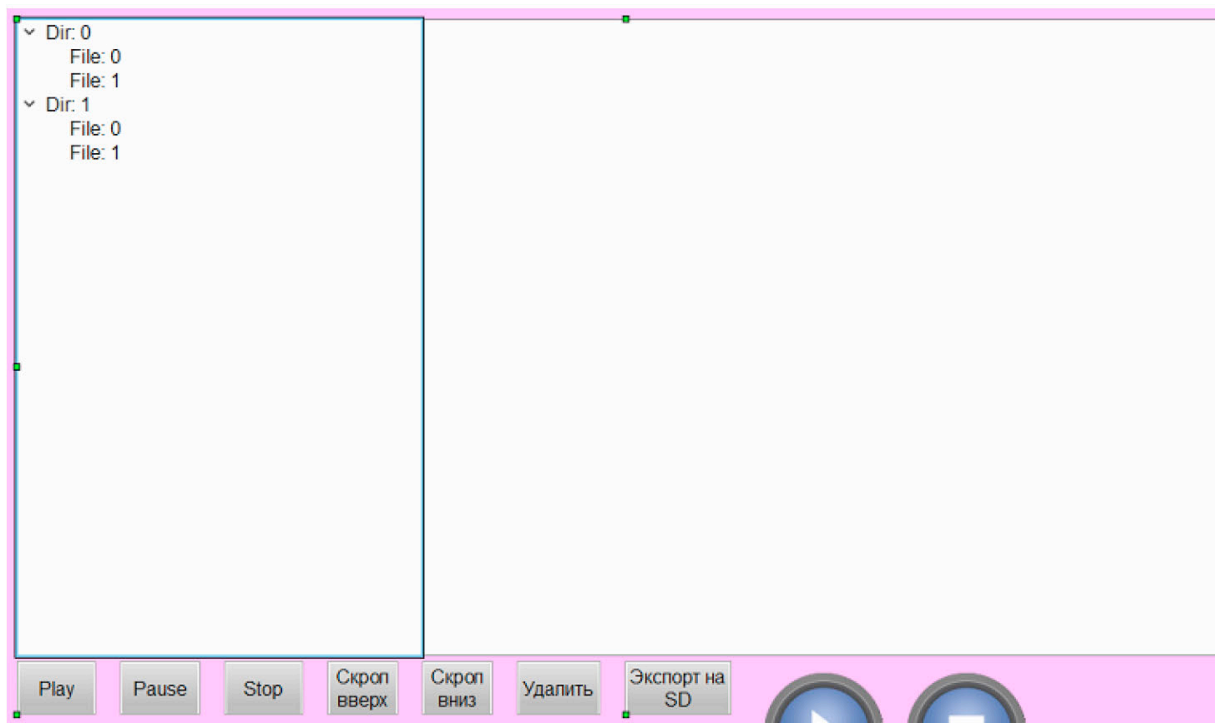 Dir: 0
File: 0
File: 1
Dir: 1
File: 0
File: 1
Play
Pause
Stop
Скроп
вверх
Скроп
вниз
Удалить
Экспорт на
SD